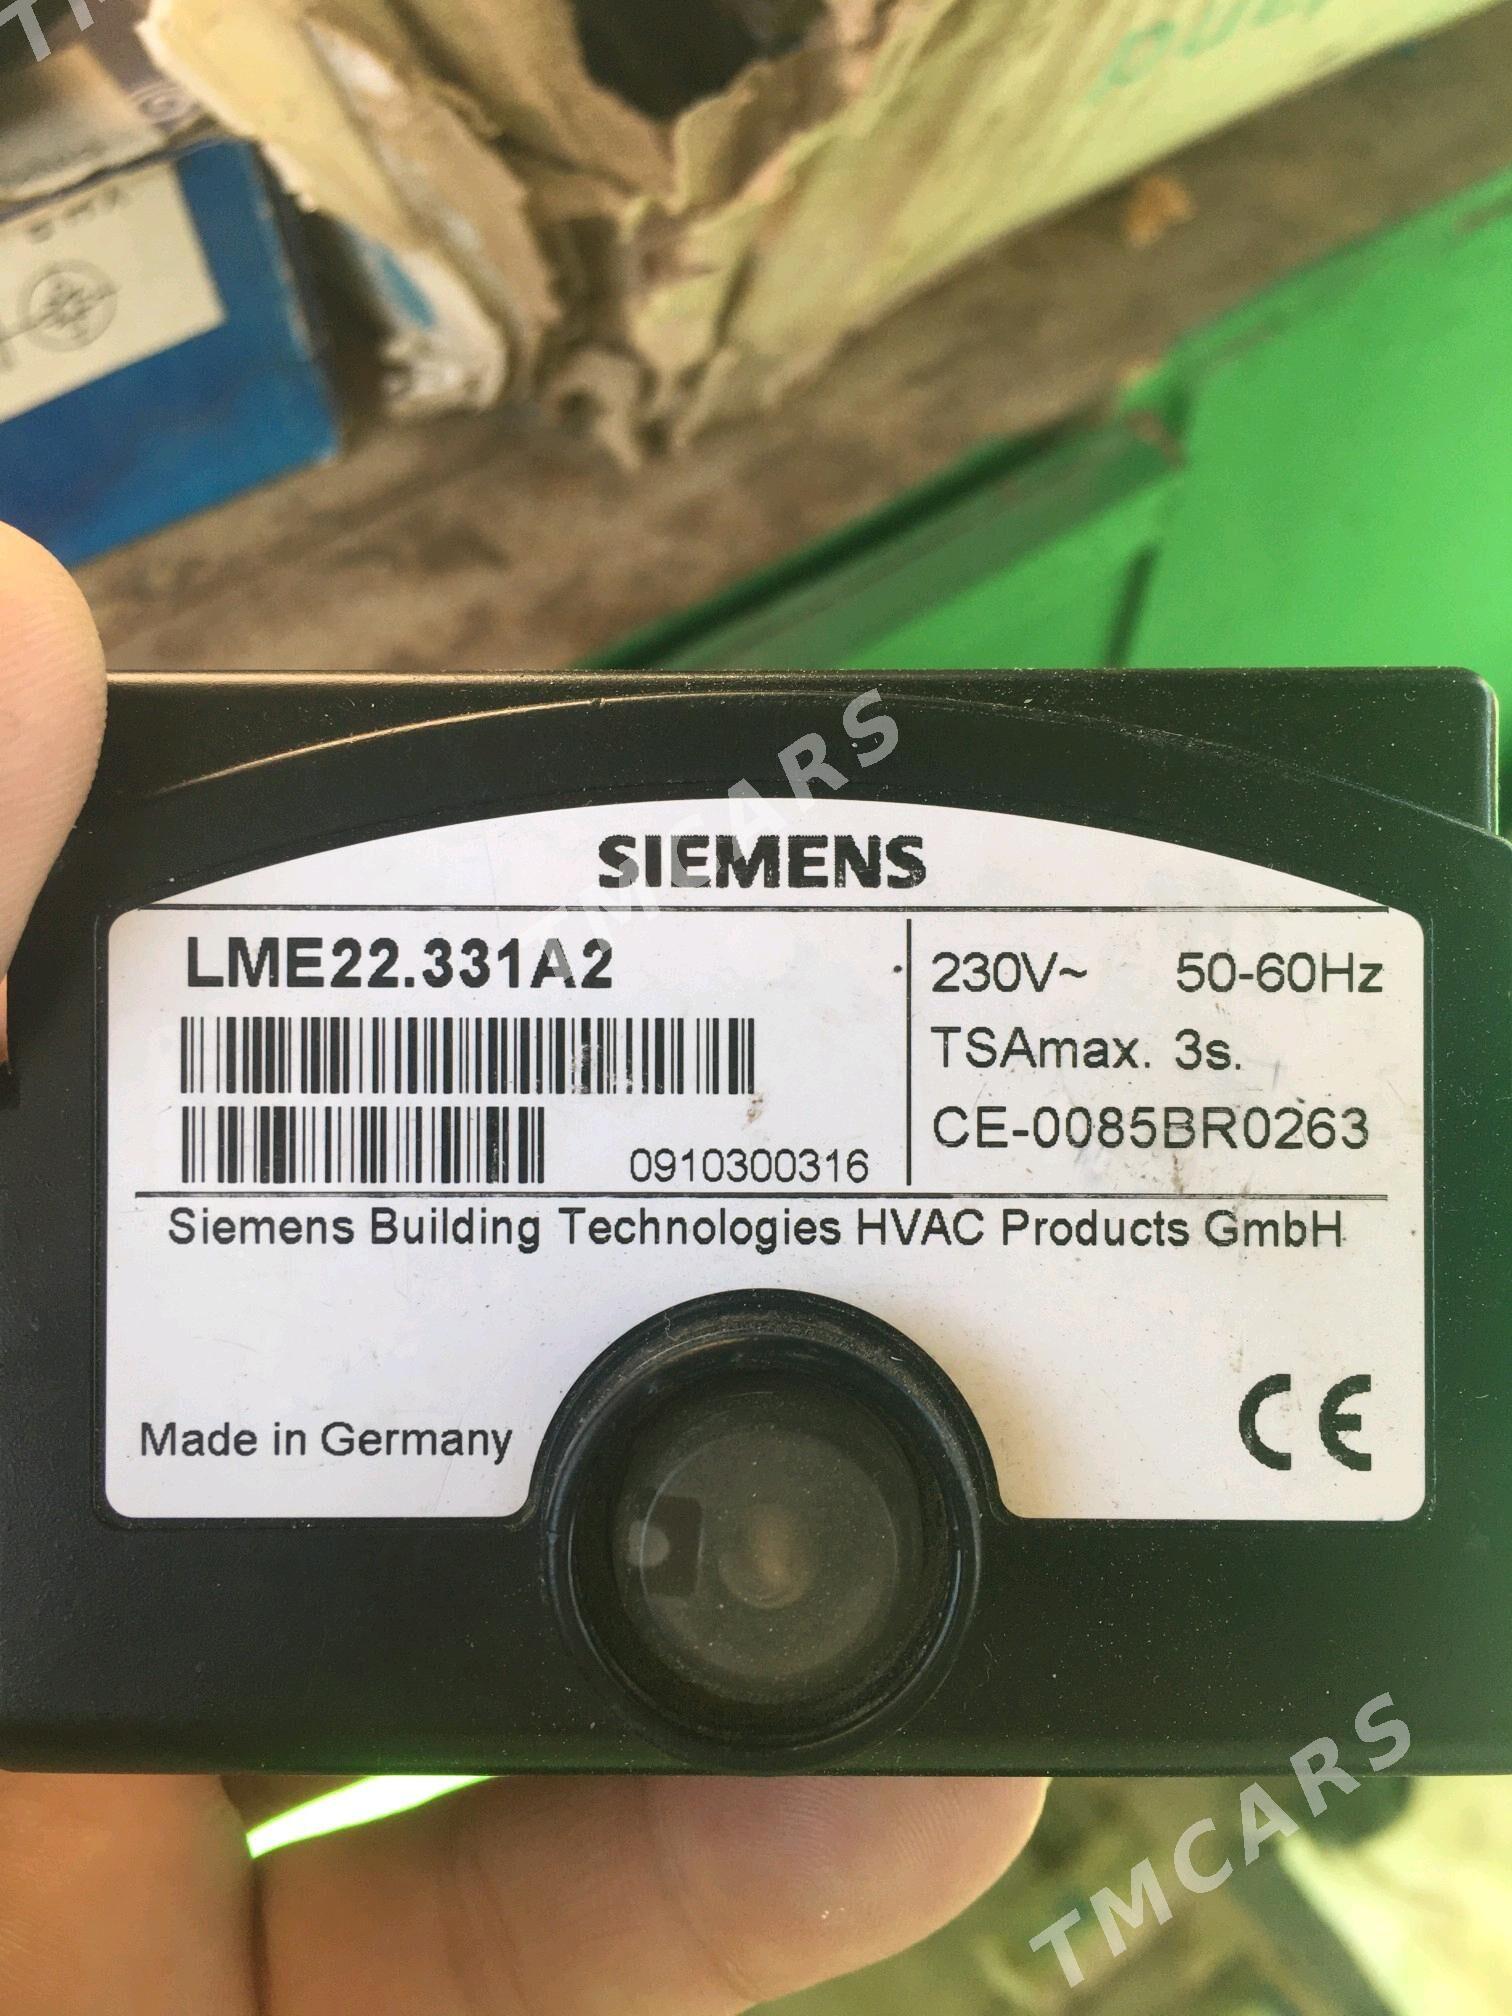 SIEMENS
LME22.331A2
230V~ 50-60Hz
TSAmax. 3s.
CE-0085BR0263
0910300316
Siemens Building Technologies HVAC Products GmbH
Made in Germany
CE
TMCARS
TMCARS